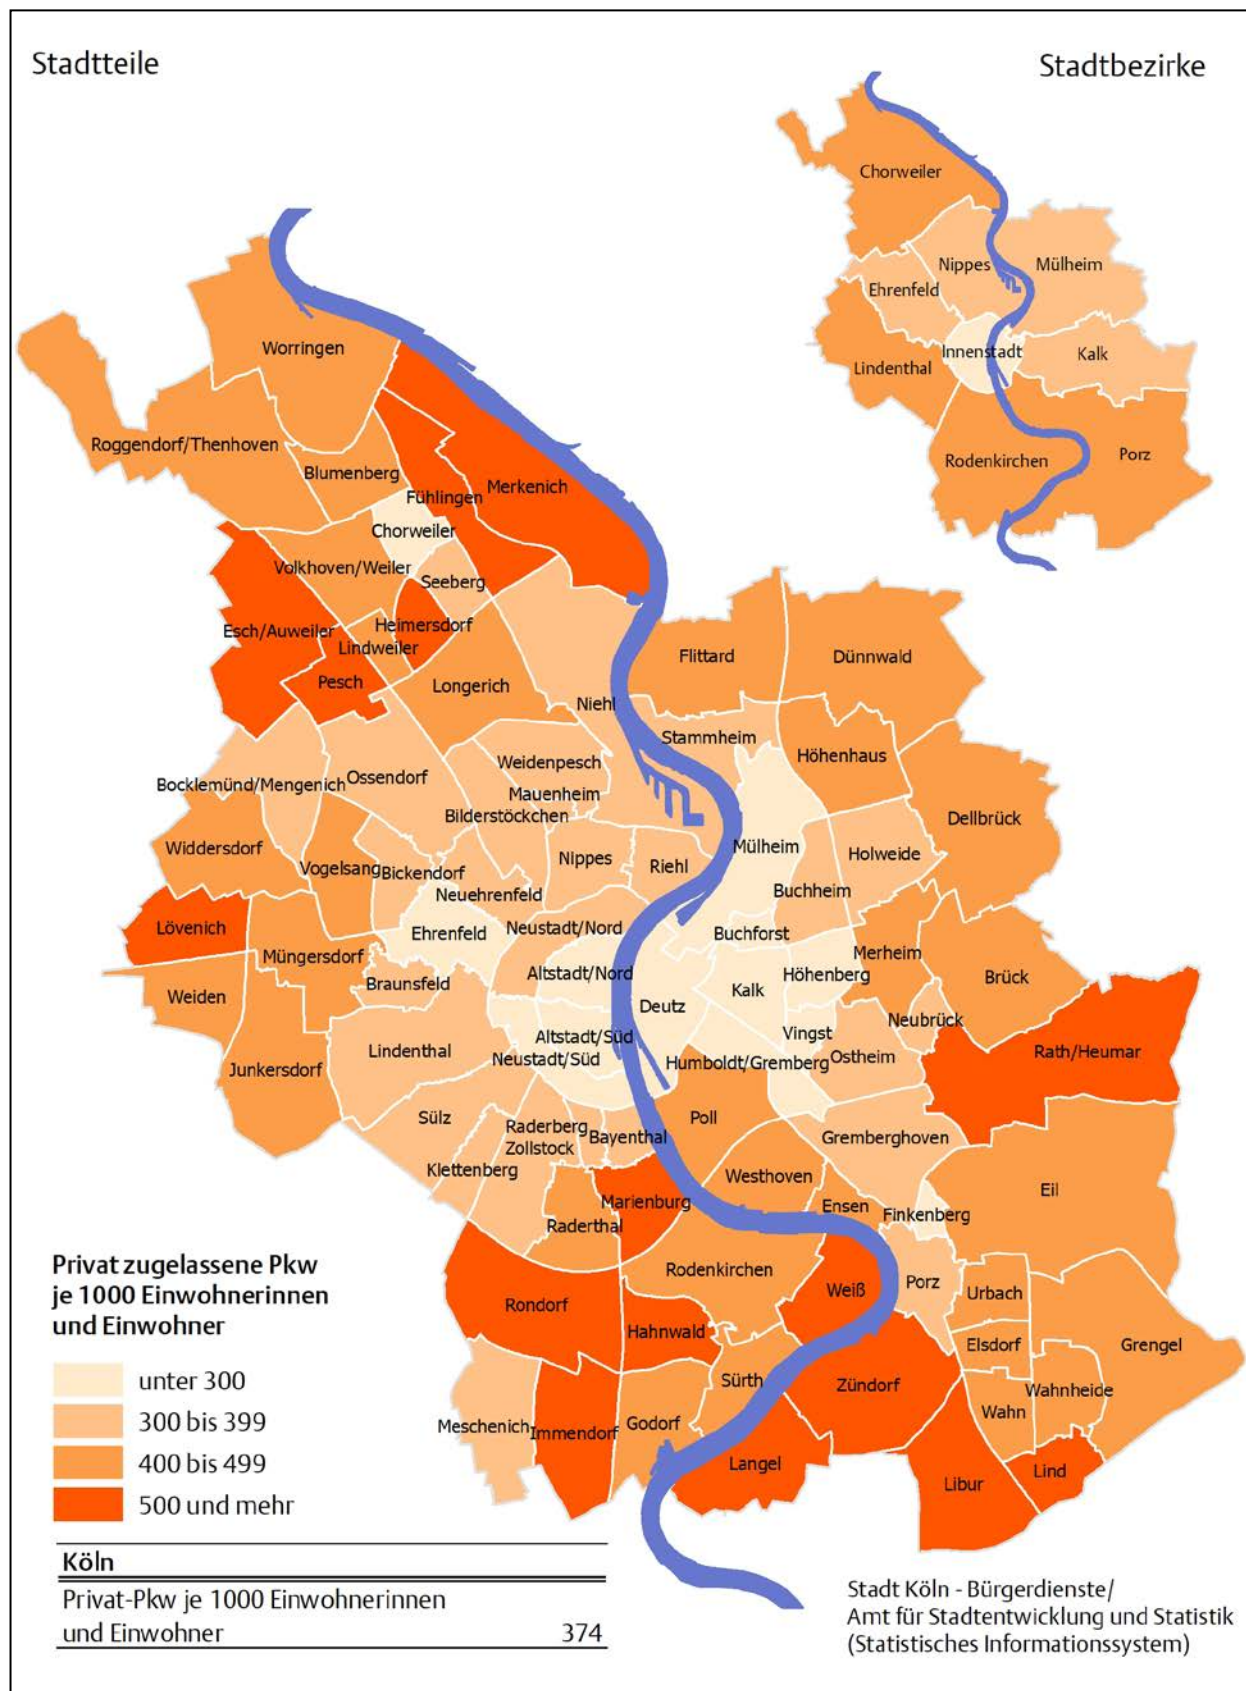 Stadtteile
Stadtbezirke
Chorweiler
Nippes
Mülheim
Ehrenfeld
Innenstadt
Kalk
Lindenthal
Rodenkirchen
Porz
Worringen
Roggendorf/Thenhoven
Blumenberg
Fühlingen
Merkenich
Chorweiler
Volkhoven/Weiler
Seeberg
Esch/Auweiler
Heimersdorf
Lindweiler
Pesch
Longerich
Flittard
Dünnwald
Niehl
Stammheim
Höhenhaus
Weidenpesch
Bocklemünd/Mengenich
Ossendorf
Mauenheim
Bilderstöckchen
Dellbrück
Widdersdorf
Mülheim
Holweide
Vogelsang
Bickendorf
Nippes
Riehl
Buchheim
Neuehrenfeld
Lövenich
Ehrenfeld
Neustadt/Nord
Buchforst
Müngersdorf
Merheim
Weiden
Braunsfeld
Altstadt/Nord
Höhenberg
Brück
Kalk
Deutz
Neubrück
Altstadt/Süd
Vingst
Lindenthal
Neustadt/Süd
Humboldt/Gremberg
Ostheim
Rath/Heumar
Junkersdorf
Sülz
Raderberg
Zollstock
Bayenthal
Poll
Gremberghoven
Klettenberg
Westhoven
Eil
Marienburg
Ensen
Finkenberg
Raderthal
Rodenkirchen
Weiß
Porz
Urbach
Rondorf
Hahnwald
Elsdorf
Grengel
Sürth
Zündorf
Wahnheide
Wahn
Meschenich
Immendorf
Godorf
Langel
Libur
Lind
Privat zugelassene Pkw
je 1000 Einwohnerinnen
und Einwohner
unter 300
300 bis 399
400 bis 499
500 und mehr
Köln
Privat-Pkw je 1000 Einwohnerinnen
und Einwohner 374
Stadt Köln - Bürgerdienste/
Amt für Stadtentwicklung und Statistik
(Statistisches Informationssystem)